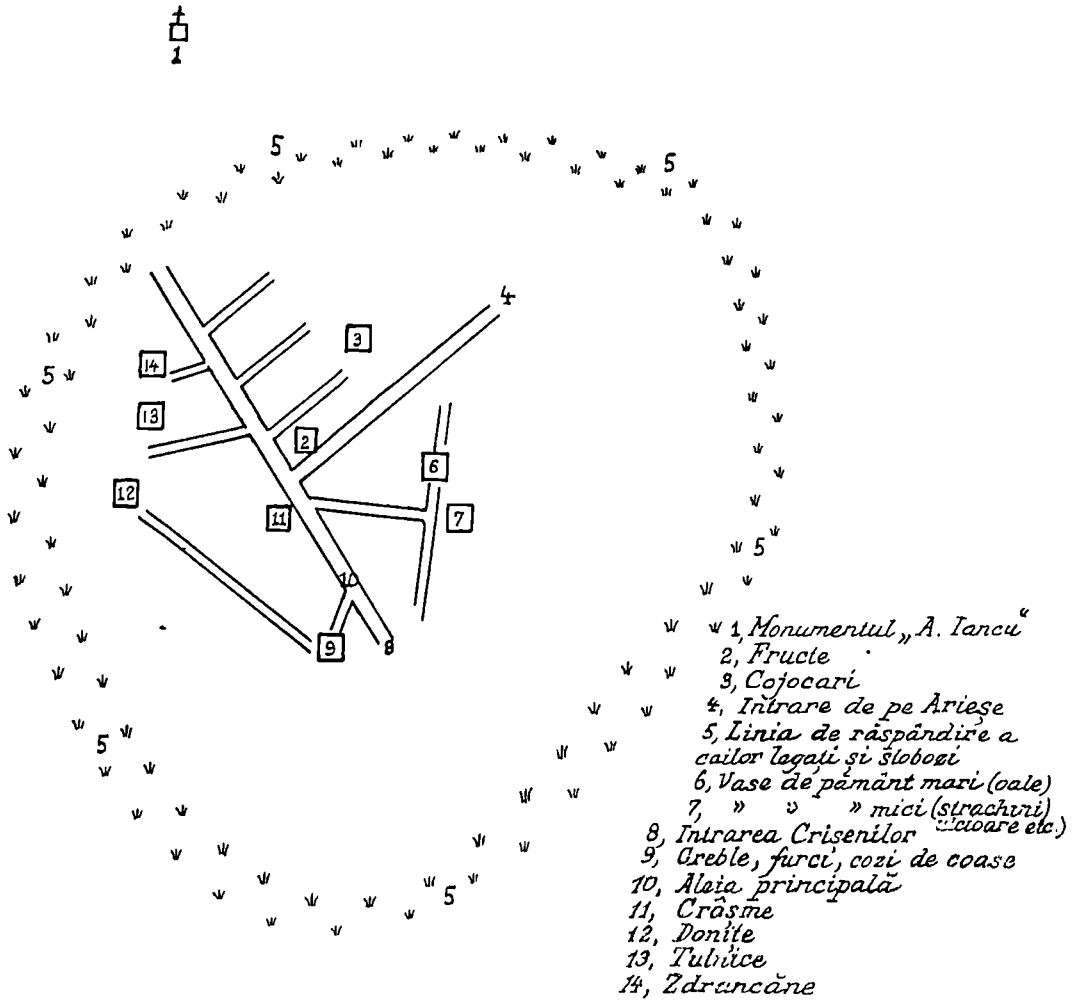 1
5
5
4
3
14
5
13
2
6
12
11
7
5
10
9
8
5
5
1, Monumentul „A. Iancu"
2, Fructe
3, Cojocari
4, Intrare de pe Arieșe
5, Linia de răspândire a
cailor legați și slobozi
6, Vase de pământ mari (oale)
7, " " " mici (strachini)
etc.)
8, Intrarea Crișenilor
9, Greble, furci, cozi de coase
10, Aleia principală
11, Crâșme
12, Donițe
13, Tulnice
14, Zdrancăne